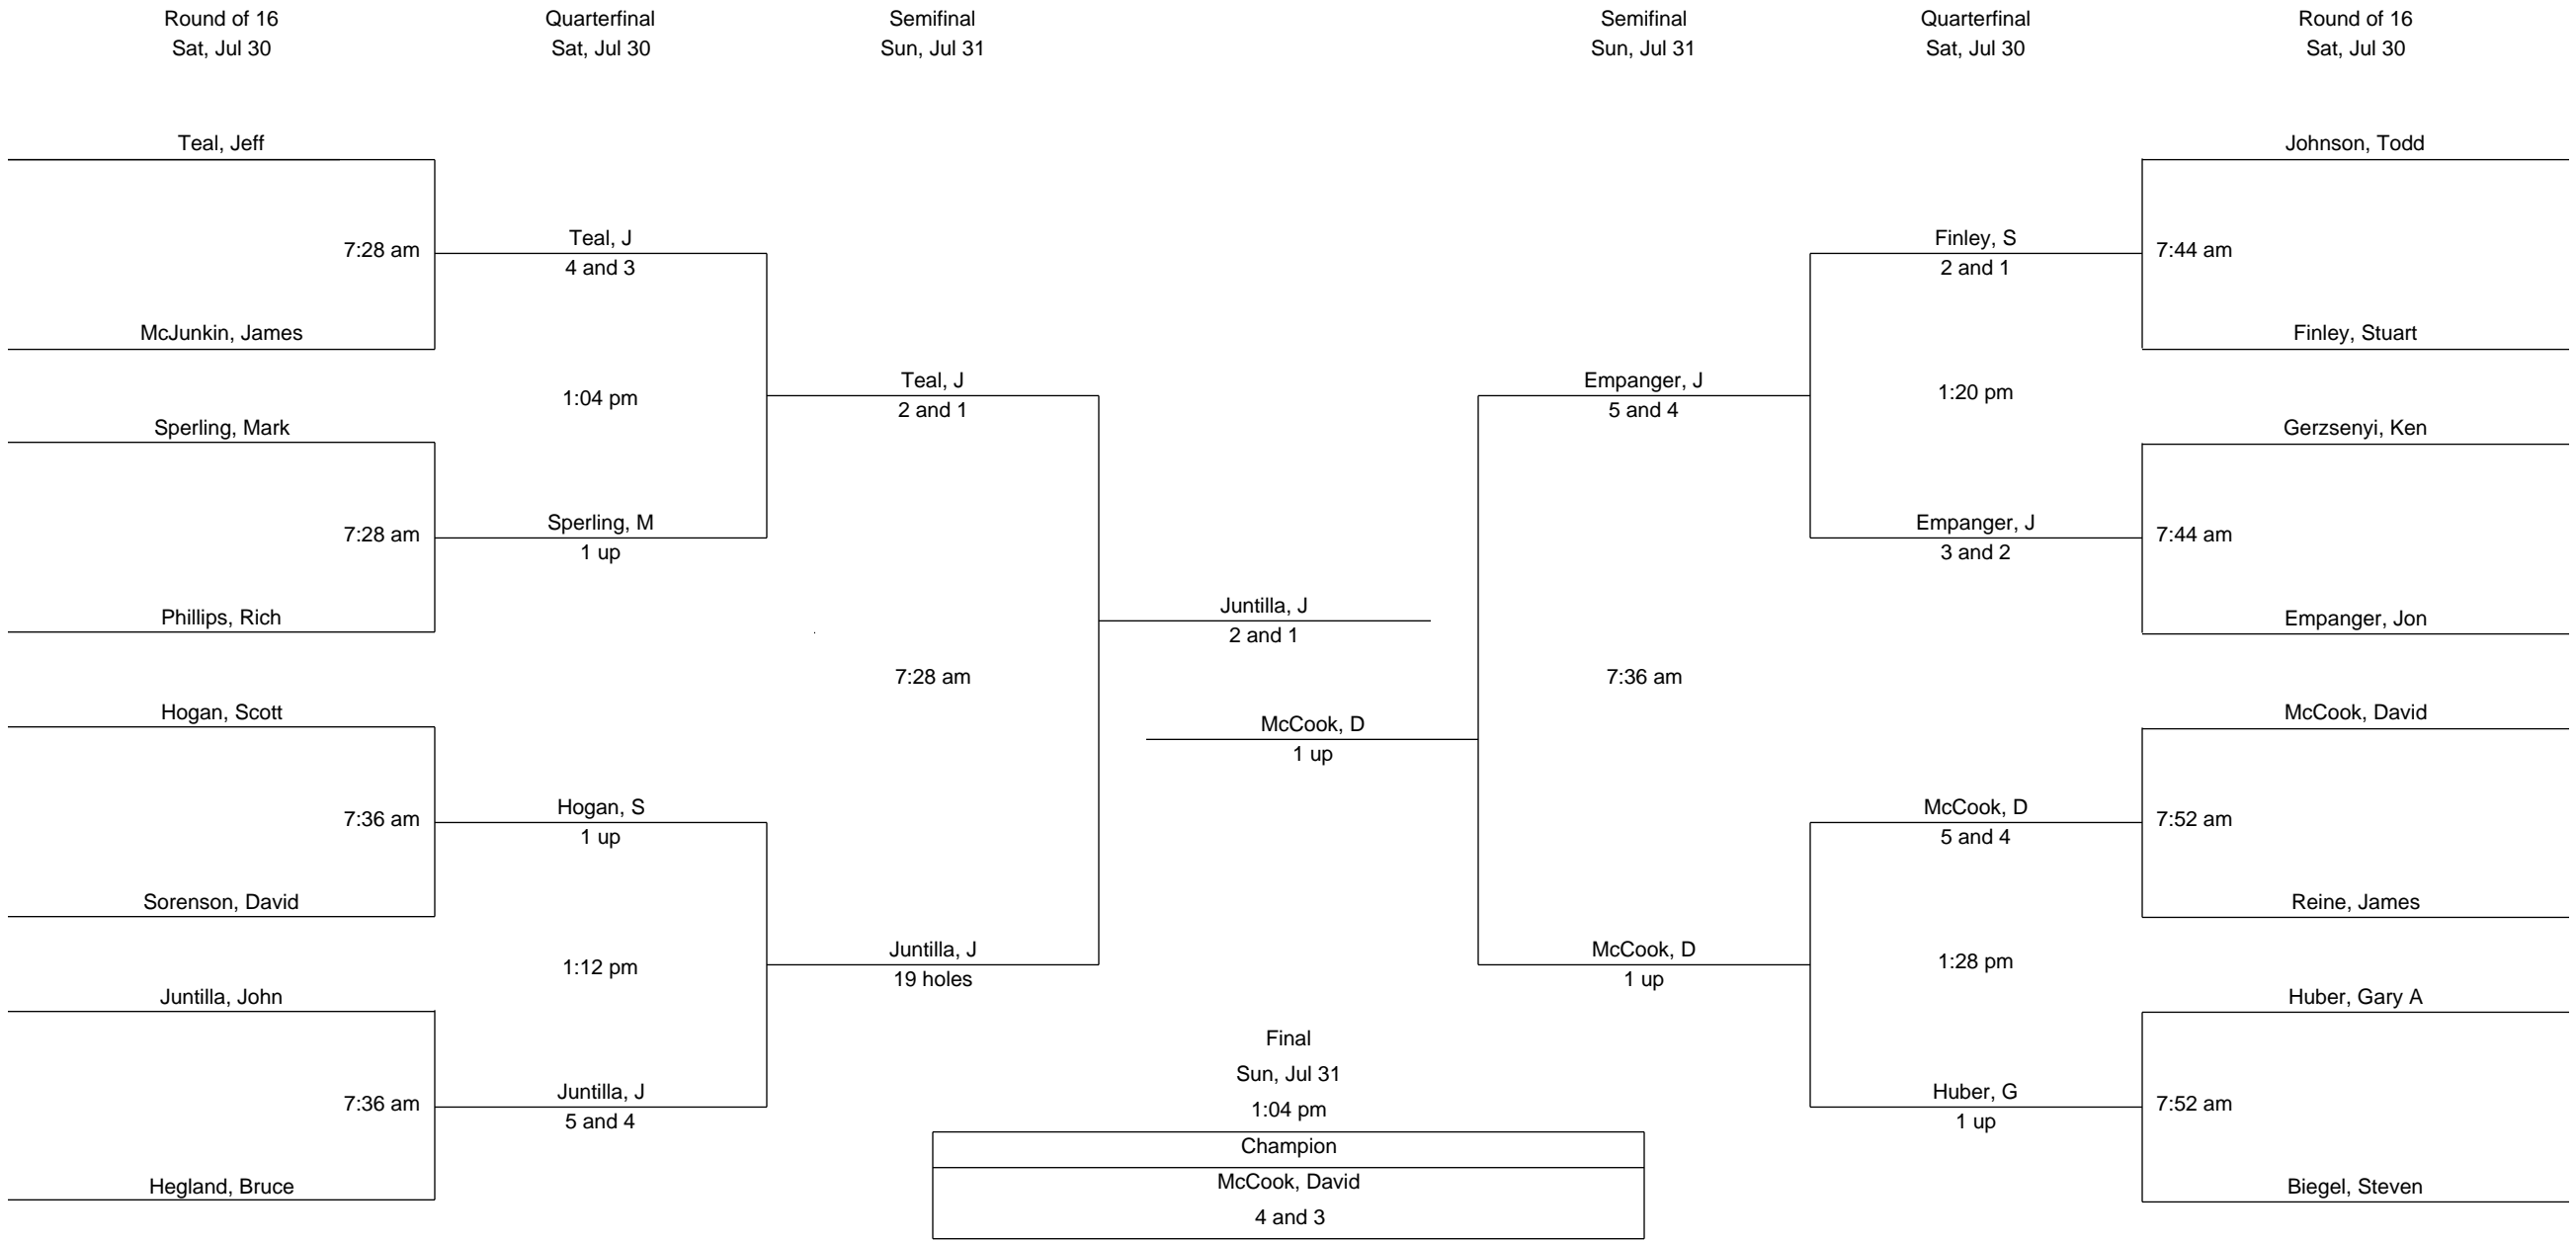 Round of 16
Sat, Jul 30
Quarterfinal
Sat, Jul 30
Semifinal
Sun, Jul 31
Semifinal
Sun, Jul 31
Quarterfinal
Sat, Jul 30
Round of 16
Sat, Jul 30
Teal, Jeff
7:28 am
McJunkin, James
Sperling, Mark
7:28 am
Phillips, Rich
Hogan, Scott
7:36 am
Sorenson, David
Juntilla, John
7:36 am
Hegland, Bruce
Teal, J
4 and 3
1:04 pm
Sperling, M
1 up
Hogan, S
1 up
1:12 pm
Juntilla, J
5 and 4
Teal, J
2 and 1
7:28 am
Juntilla, J
19 holes
Juntilla, J
2 and 1
McCook, D
1 up
Final
Sun, Jul 31
1:04 pm
Champion
McCook, David
4 and 3
Empanger, J
5 and 4
7:36 am
McCook, D
1 up
Finley, S
2 and 1
1:20 pm
Empanger, J
3 and 2
McCook, D
5 and 4
1:28 pm
Huber, G
1 up
Johnson, Todd
7:44 am
Finley, Stuart
Gerzsenyi, Ken
7:44 am
Empanger, Jon
McCook, David
7:52 am
Reine, James
Huber, Gary A
7:52 am
Biegel, Steven